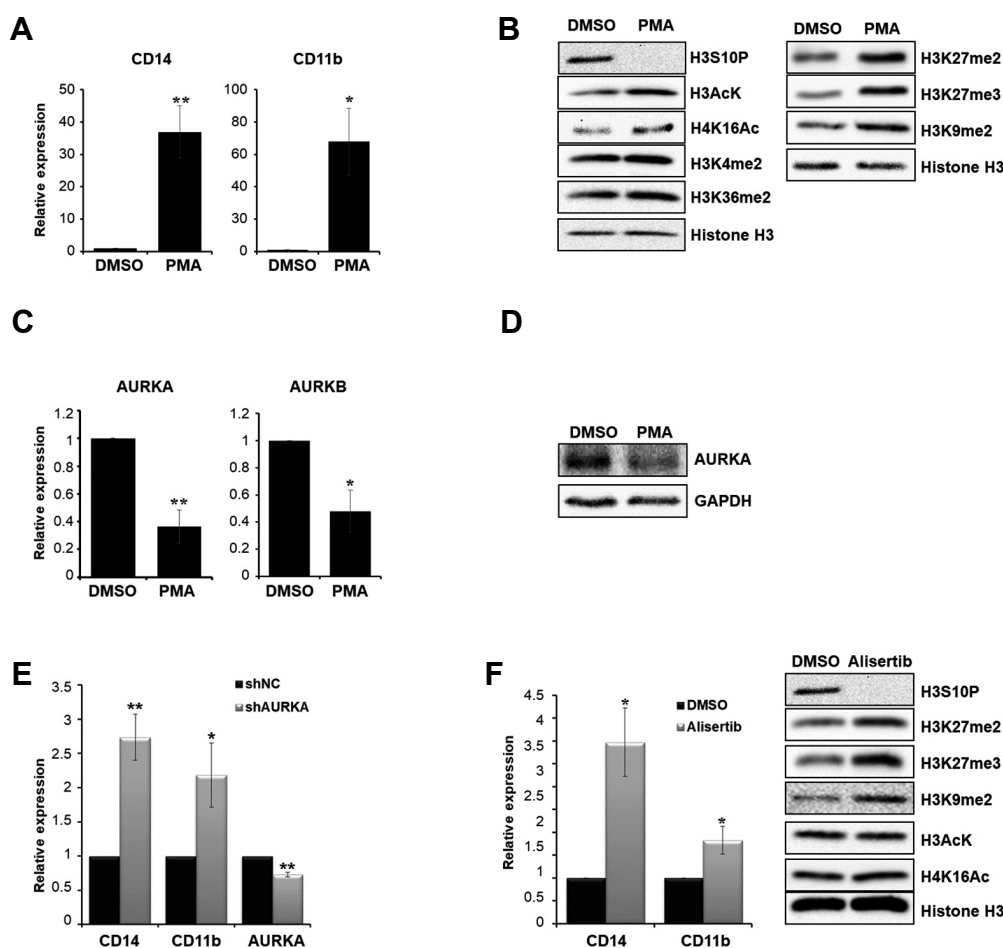 A
CD14
CD11b
Relative expression
50
40
30
20
10
0
**
DMSO PMA
100
80
60
40
20
0
*
DMSO PMA
B
DMSO PMA
H3S10P
H3AcK
H4K16Ac
H3K4me2
H3K36me2
Histone H3
DMSO PMA
H3K27me2
H3K27me3
H3K9me2
Histone H3
C
AURKA
AURKB
Relative expression
1.2
1
0.8
0.6
0.4
0.2
0
**
DMSO PMA
1.2
1
0.8
0.6
0.4
0.2
0
*
DMSO PMA
D
DMSO PMA
AURKA
GAPDH
E
Relative expression
3.5
3
2.5
2
1.5
1
0.5
0
shNC
shAURKA
**
*
**
CD14 CD11b AURKA
F
Relative expression
4.5
4
3.5
3
3
2
2
1.5
1
0.5
0
DMSO
Alisertib
*
*
CD14 CD11b
DMSO Alisertib
H3S10P
H3K27me2
H3K27me3
H3K9me2
H3AcK
H4K16Ac
Histone H3